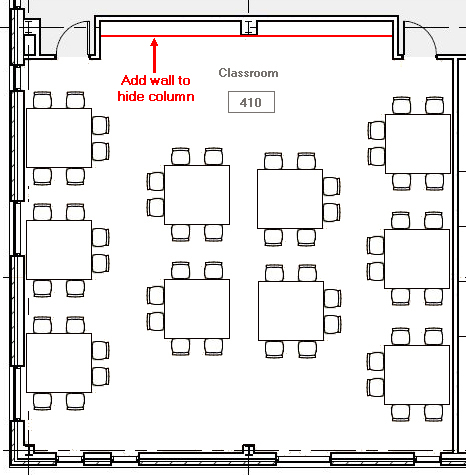 Classroom
410
Add wall to
hide column